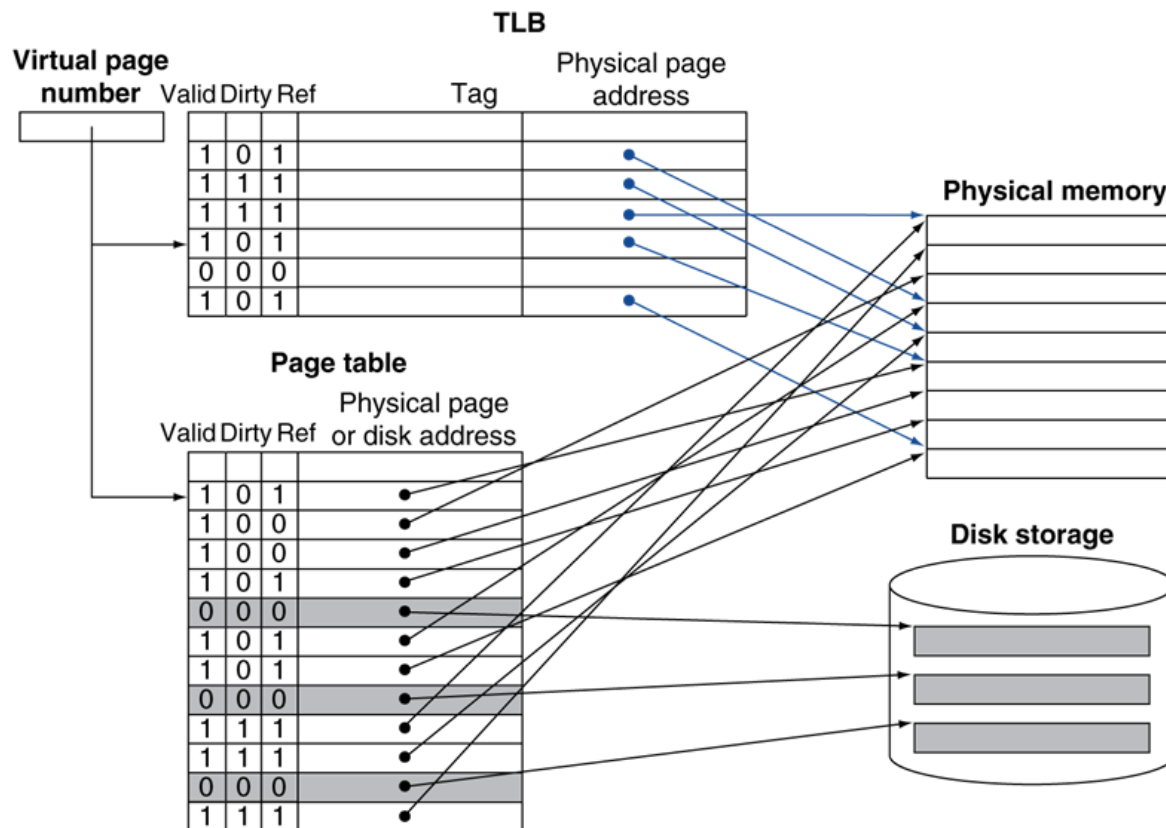 TLB
Virtual page
number
Valid Dirty Ref
Tag
Physical page
address
1 0 1
1 1 1
1 1 1
1 0 1
0 0 0
1 0 1
Physical memory
Page table
Valid Dirty Ref
Physical page
or disk address
1 0 1
1 0 0
1 0 0
1 0 1
0 0 0
1 0 1
1 0 1
0 0 0
1 1 1
1 1 1
0 0 0
1 1 1
Disk storage